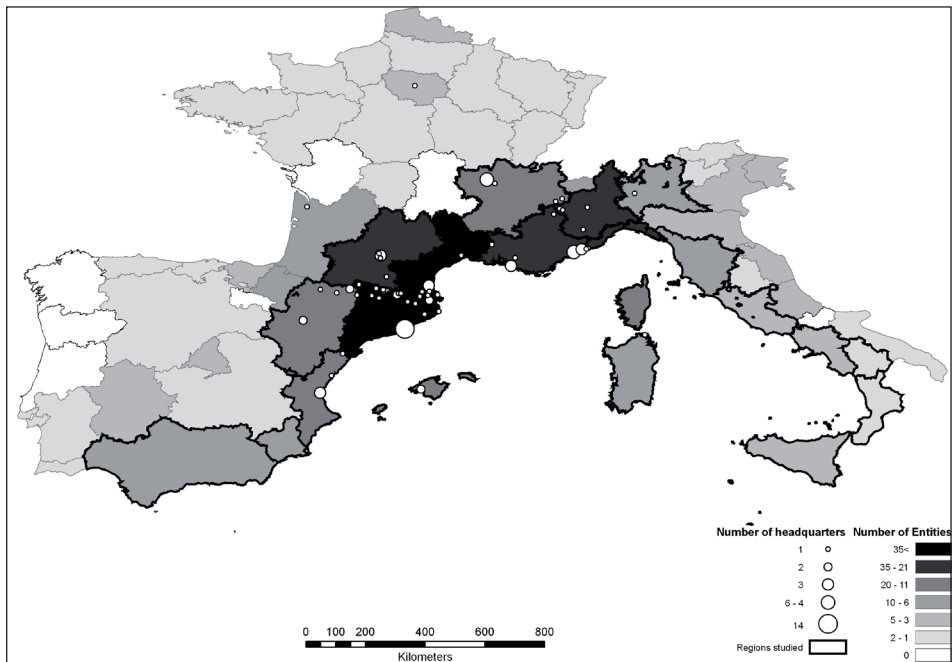 Number of headquarters
1
2
3
6 - 4
14
Regions studied
Number of Entities
35<
35 - 21
20 - 11
10 - 6
5 - 3
2 - 1
0
0 100 200 400 600 800
Kilometers